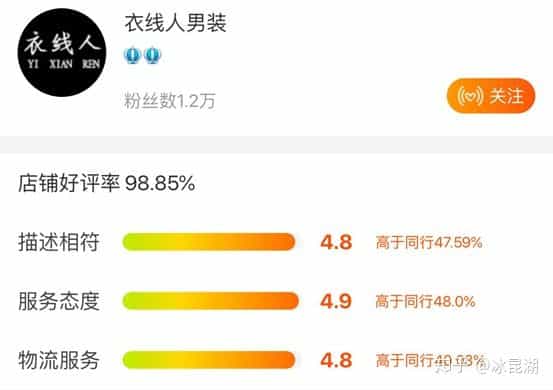 衣线人
YI XIAN REN
衣线人男装
粉丝数1.2万
关注
店铺好评率 98.85%
描述相符 4.8 高于同行47.59%
服务态度 4.9 高于同行48.0%
物流服务 4.8 高于同行
知乎 @冰昆湖